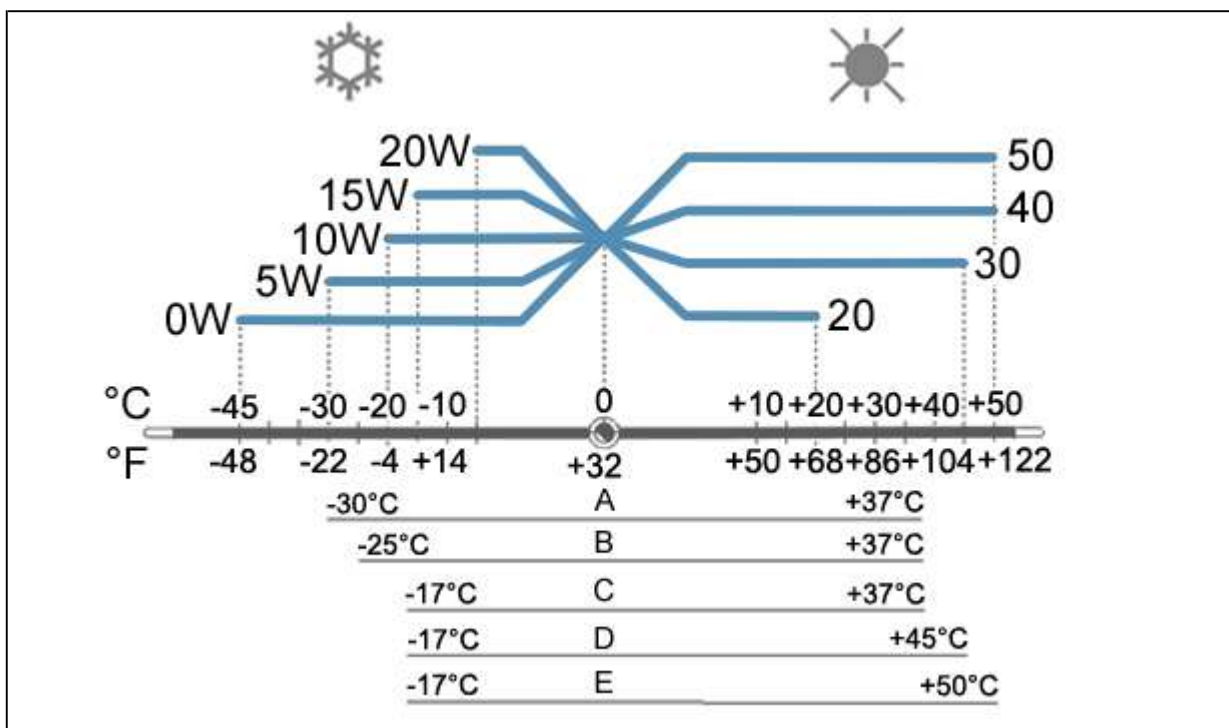 20W 50
15W 40
10W 30
5W
0W 20
°C -45 -30 -20 -10 0 +10 +20 +30 +40 +50
°F -48 -22 -4 +14 +32 +50 +68 +86 +104 +122
-30°C A +37°C
-25°C B +37°C
-17°C C +37°C
-17°C D +45°C
-17°C E +50°C